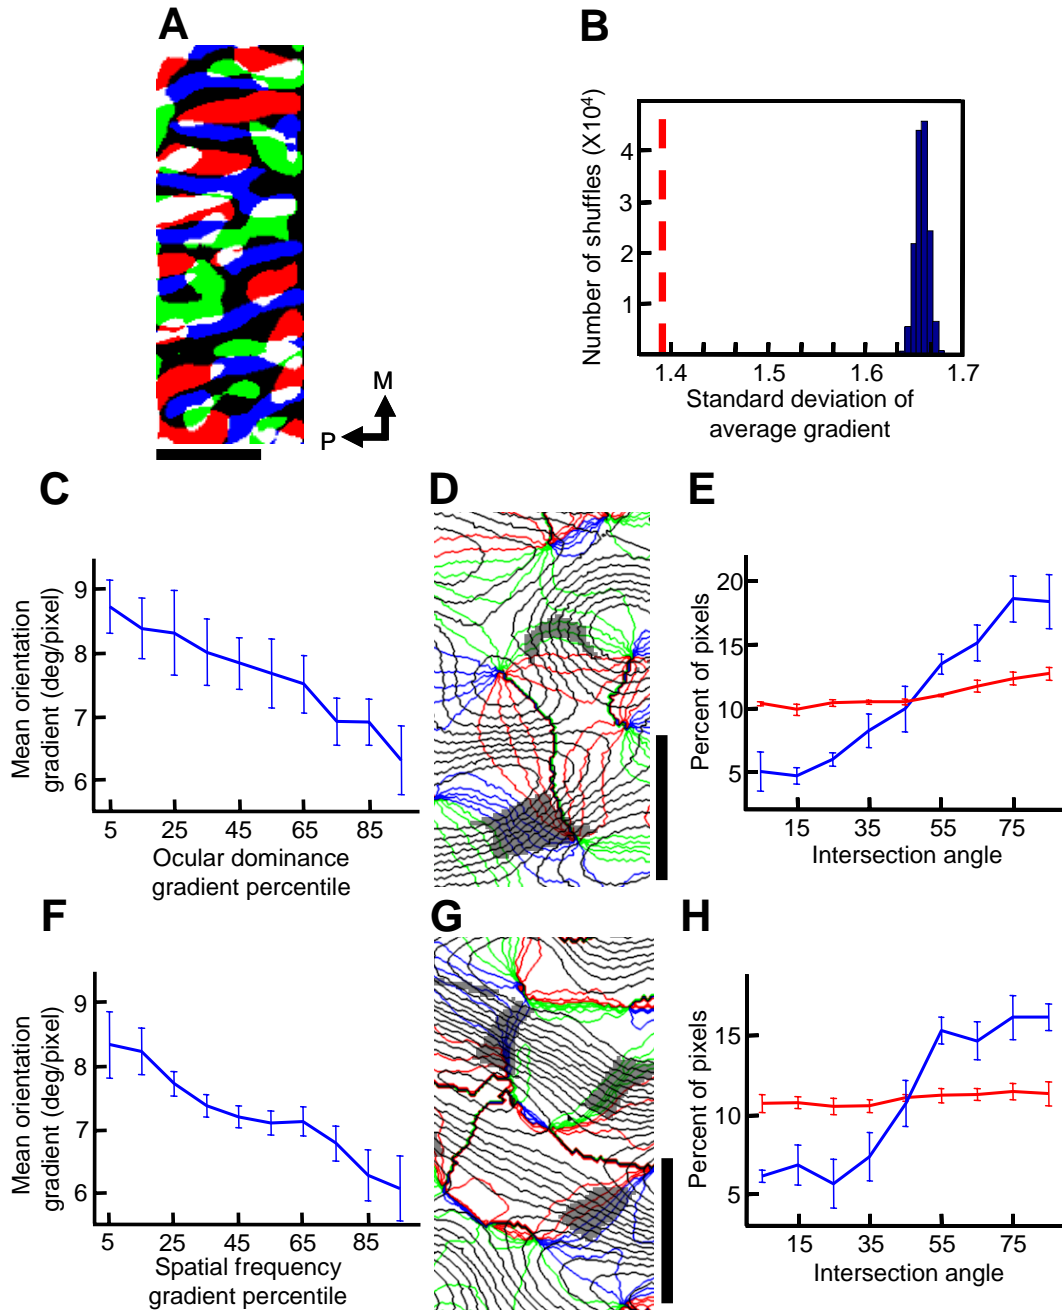 A
M
P
B
Number of shuffles (X10⁴)
4
3
2
1
1.4
1.5
1.6
1.7
Standard deviation of
average gradient
C
Mean orientation
gradient (deg/pixel)
9
8
7
6
5
25
45
65
85
Ocular dominance
gradient percentile
D
E
Percent of pixels
20
15
10
5
15
35
55
75
Intersection angle
F
Mean orientation
gradient (deg/pixel)
9
8
7
6
5
25
45
65
85
Spatial frequency
gradient percentile
G
H
Percent of pixels
15
10
5
15
35
55
75
Intersection angle